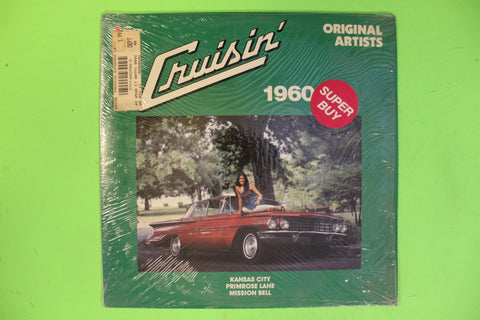 Cruisin'
ORIGINAL
ARTISTS
1960
SUPER
BUY
KANSAS CITY
PRIMROSE LANE
MISSION BELL